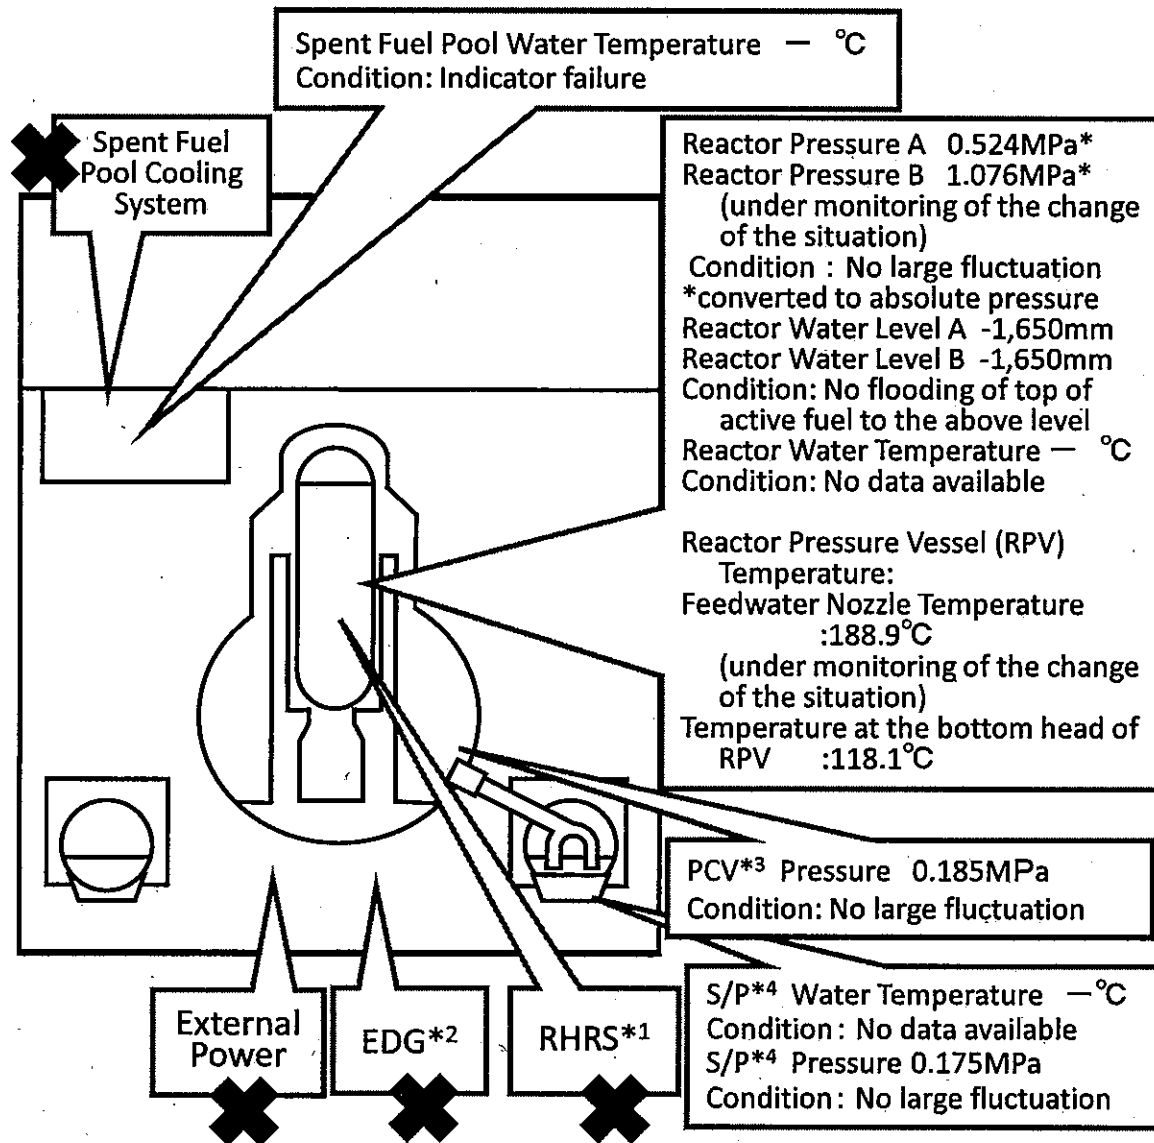 Spent Fuel Pool Water Temperature － ℃
Condition: Indicator failure
Spent Fuel
Pool Cooling
System
Reactor Pressure A 0.524MPa*
Reactor Pressure B 1.076MPa*
(under monitoring of the change
of the situation)
Condition : No large fluctuation
*converted to absolute pressure
Reactor Water Level A -1,650mm
Reactor Water Level B -1,650mm
Condition: No flooding of top of
active fuel to the above level
Reactor Water Temperature － ℃
Condition: No data available
Reactor Pressure Vessel (RPV)
Temperature:
Feedwater Nozzle Temperature
:188.9℃
(under monitoring of the change
of the situation)
Temperature at the bottom head of
RPV :118.1℃
PCV*3 Pressure 0.185MPa
Condition: No large fluctuation
S/P*4 Water Temperature －℃
Condition : No data available
S/P*4 Pressure 0.175MPa
Condition: No large fluctuation
External
Power
EDG*2
RHRS*1